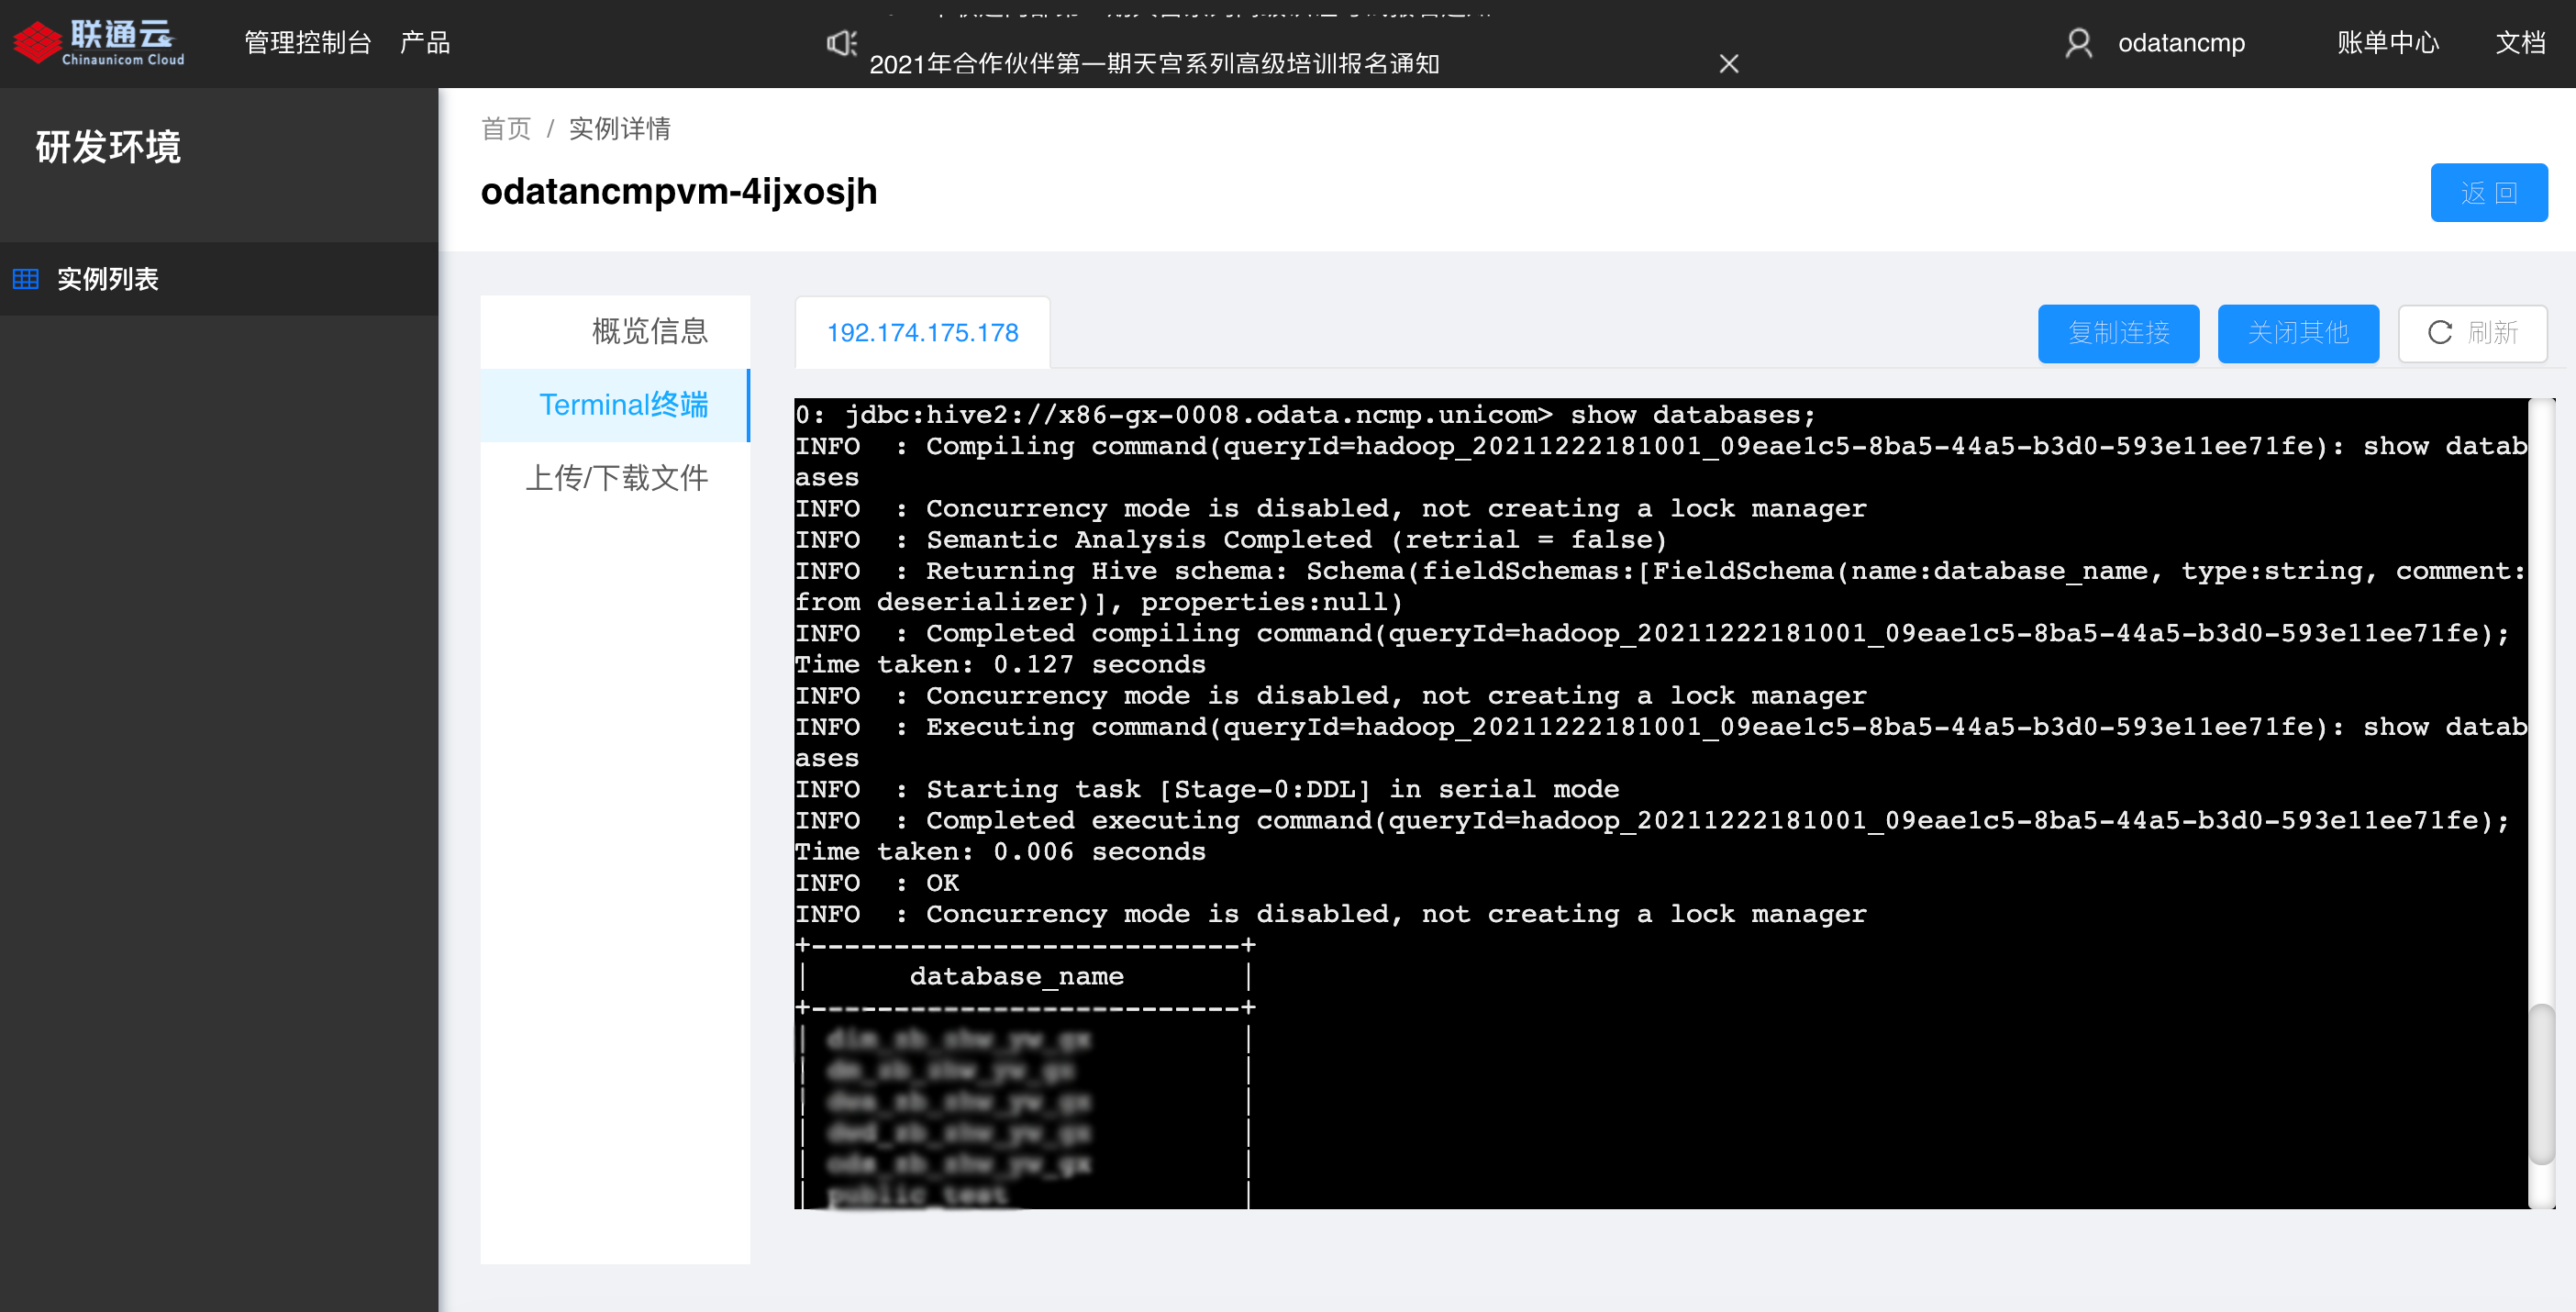 联通云
Chinaunicom Cloud
管理控制台 产品
2021年合作伙伴第一期天宫系列高级培训报名通知
odatancmp 账单中心 文档
研发环境
实例列表
首页 / 实例详情
odatancmpvm-4ijxosjh
返 回
概览信息
Terminal终端
上传/下载文件
192.174.175.178
复制连接 关闭其他 刷新
0: jdbc:hive2://x86-gx-0008.odata.ncmp.unicom> show databases;
INFO  : Compiling command(queryId=hadoop_20211222181001_09eae1c5-8ba5-44a5-b3d0-593e11ee71fe): show datab
ases
INFO  : Concurrency mode is disabled, not creating a lock manager
INFO  : Semantic Analysis Completed (retrial = false)
INFO  : Returning Hive schema: Schema(fieldSchemas:[FieldSchema(name:database_name, type:string, comment:
from deserializer)], properties:null)
INFO  : Completed compiling command(queryId=hadoop_20211222181001_09eae1c5-8ba5-44a5-b3d0-593e11ee71fe);
Time taken: 0.127 seconds
INFO  : Concurrency mode is disabled, not creating a lock manager
INFO  : Executing command(queryId=hadoop_20211222181001_09eae1c5-8ba5-44a5-b3d0-593e11ee71fe): show datab
ases
INFO  : Starting task [Stage-0:DDL] in serial mode
INFO  : Completed executing command(queryId=hadoop_20211222181001_09eae1c5-8ba5-44a5-b3d0-593e11ee71fe);
Time taken: 0.006 seconds
INFO  : OK
INFO  : Concurrency mode is disabled, not creating a lock manager
+--------------------------+
|      database_name       |
+--------------------------+